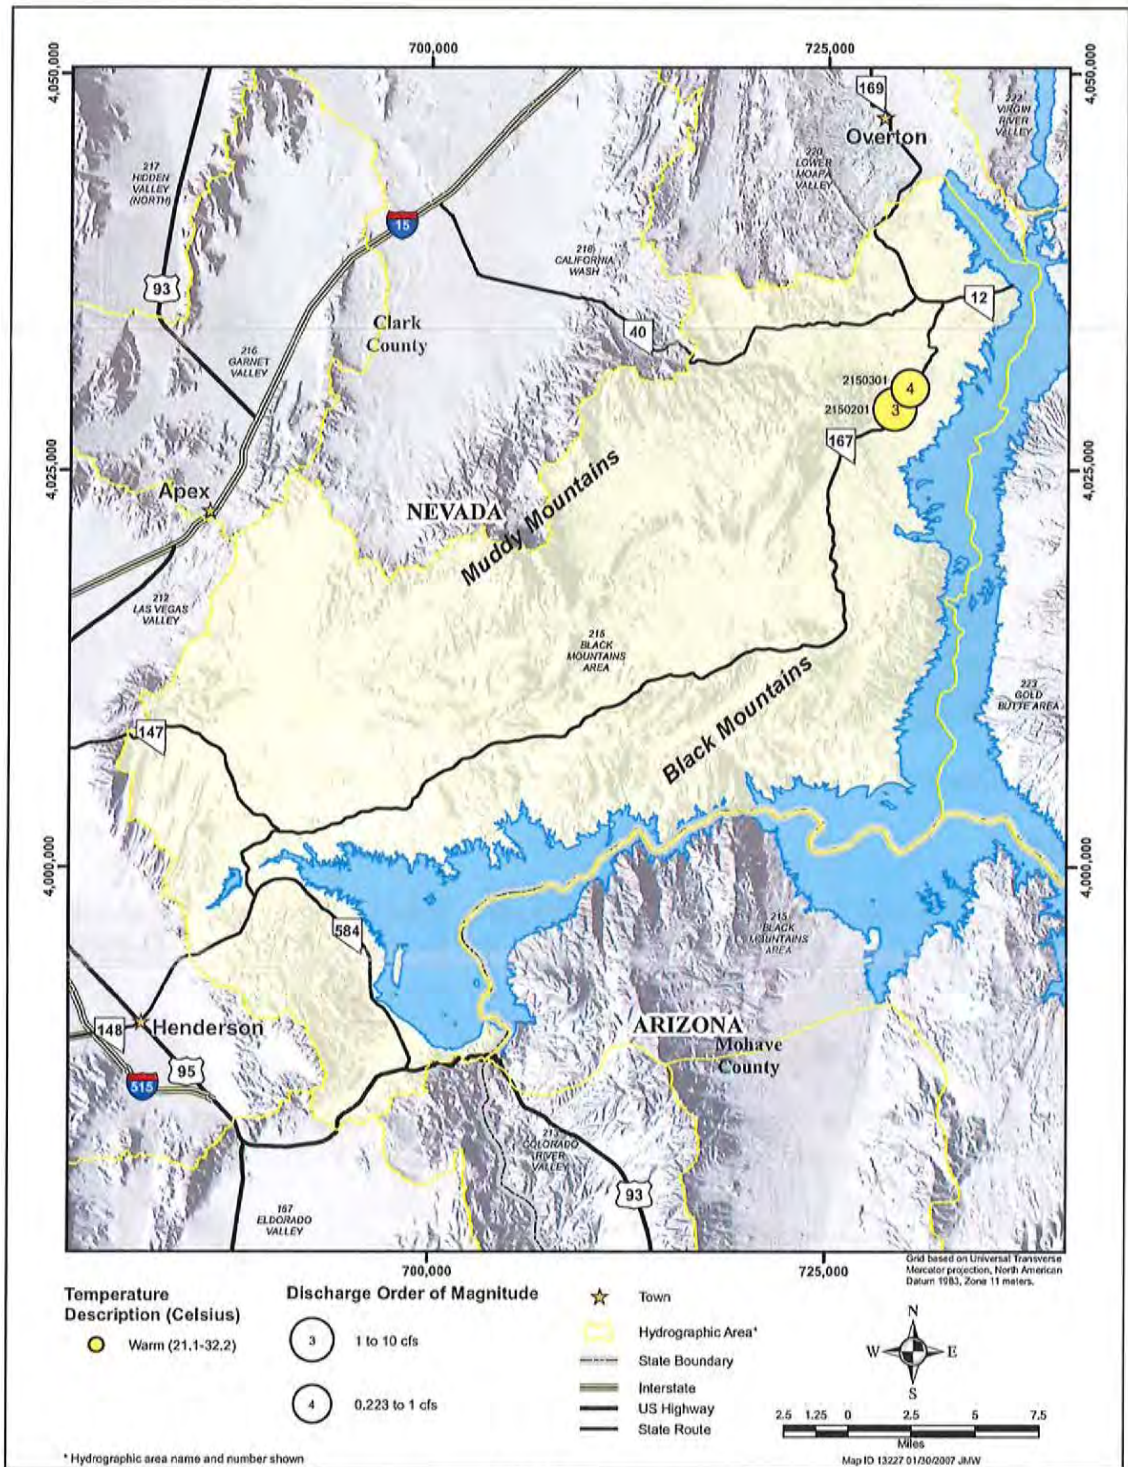 700,000
725,000
4,050,000
4,050,000
169
Overton
222
VIRGIN
RIVER
VALLEY
220
LOWER
MOAPA
VALLEY
217
HIDDEN
VALLEY
(NORTH)
15
218
CALIFORNIA
WASH
93
12
Clark
County
40
216
GARNET
VALLEY
2150301
4
2150201
3
167
4,025,000
4,025,000
Apex
NEVADA
Muddy Mountains
212
LAS VEGAS
VALLEY
215
BLACK
MOUNTAINS
AREA
223
GOLD
BUTTE AREA
147
Black Mountains
4,000,000
4,000,000
584
215
BLACK
MOUNTAINS
AREA
148
Henderson
ARIZONA
Mohave
County
95
515
213
COLORADO
RIVER
VALLEY
93
167
ELDORADO
VALLEY
700,000
725,000
Grid based on Universal Transverse
Mercator projection, North American
Datum 1983, Zone 11 meters.
Temperature
Description (Celsius)
Warm (21.1-32.2)
Discharge Order of Magnitude
3
1 to 10 cfs
4
0.223 to 1 cfs
Town
Hydrographic Area*
State Boundary
Interstate
US Highway
State Route
N
W
E
S
2.5 1.25 0 2.5 5 7.5
Miles
* Hydrographic area name and number shown
Map ID 13227 01/30/2007 JMW